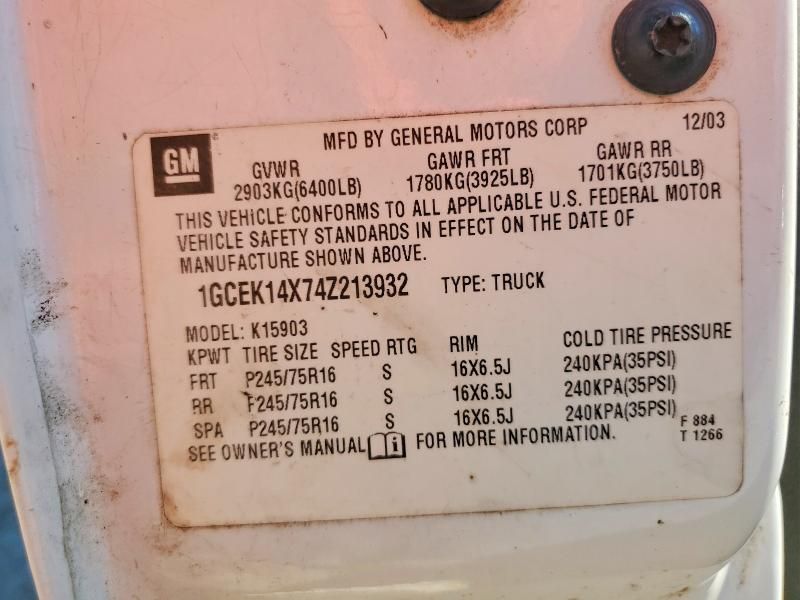 MFD BY GENERAL MOTORS CORP 12/03
GM
GVWR GAWR FRT GAWR RR
2903KG(6400LB) 1780KG(3925LB) 1701KG(3750LB)
THIS VEHICLE CONFORMS TO ALL APPLICABLE U.S. FEDERAL MOTOR
VEHICLE SAFETY STANDARDS IN EFFECT ON THE DATE OF
MANUFACTURE SHOWN ABOVE.
1GCEK14X74Z213932 TYPE: TRUCK
MODEL: K15903
KPWT TIRE SIZE SPEED RTG RIM COLD TIRE PRESSURE
FRT P245/75R16 S 16X6.5J 240KPA(35PSI)
RR P245/75R16 S 16X6.5J 240KPA(35PSI)
SPA P245/75R16 S 16X6.5J 240KPA(35PSI)
SEE OWNER'S MANUAL i FOR MORE INFORMATION.
F 884
T 1266